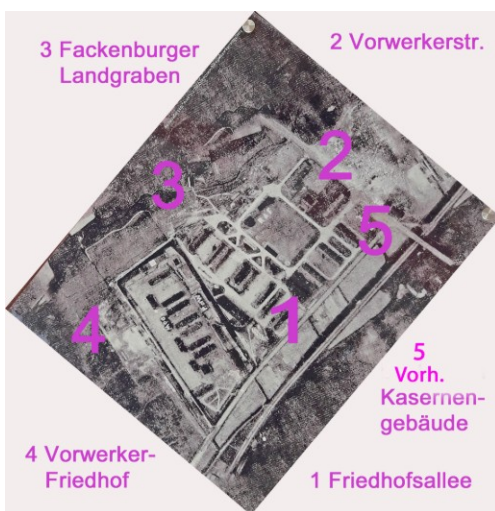 3 Fackenburger
Landgraben
2 Vorwerkerstr.
2
3
5
4
1
5
Vorh.
Kasernen-
gebäude
4 Vorwerker-
Friedhof
1 Friedhofsallee